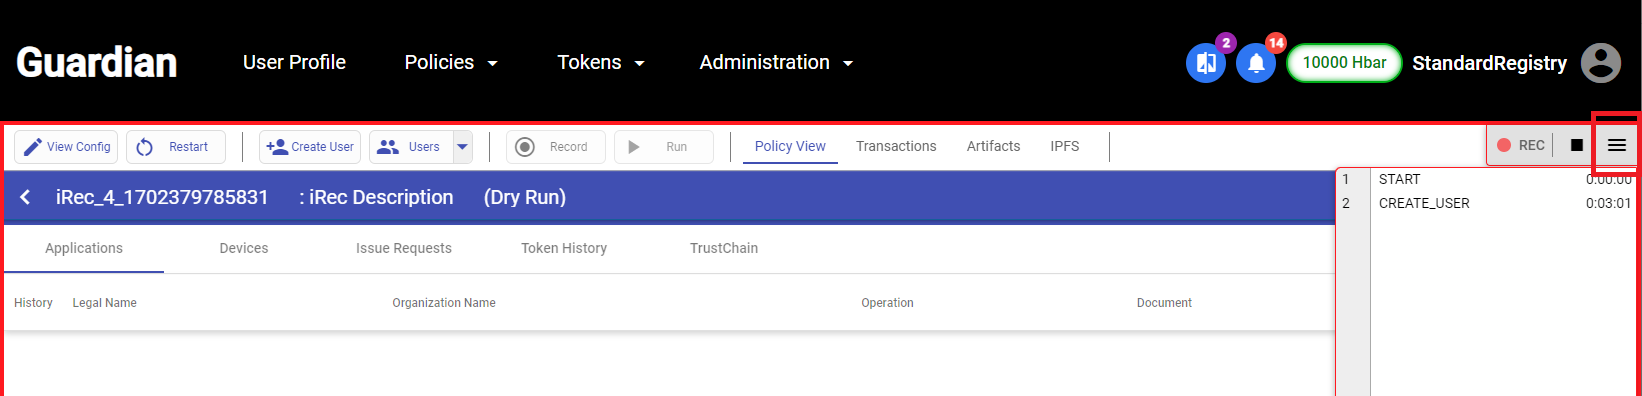 Guardian User Profile Policies Tokens Administration 2 14 10000 Hbar StandardRegistry
View Config Restart Create User Users Record Run Policy View Transactions Artifacts IPFS REC
iRec_4_1702379785831 : iRec Description (Dry Run)
1 START 0:00:00
2 CREATE_USER 0:03:01
Applications Devices Issue Requests Token History TrustChain
History Legal Name Organization Name Operation Document